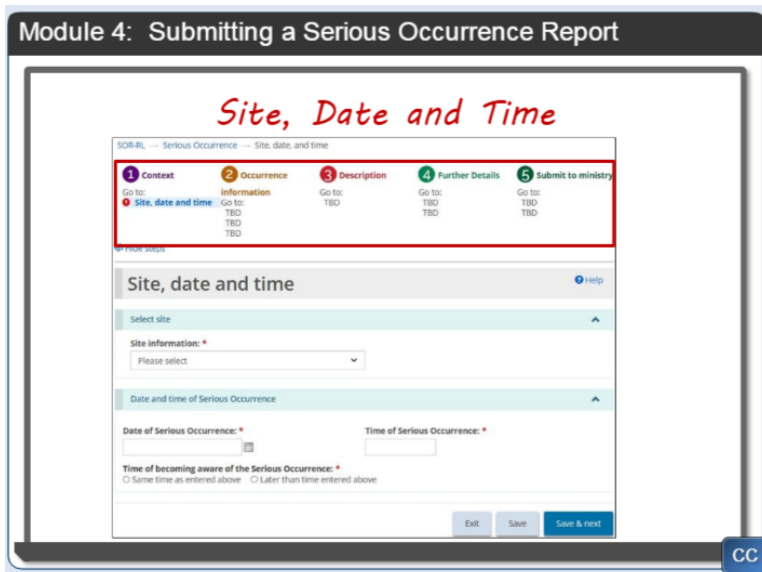 Module 4: Submitting a Serious Occurrence Report
Site, Date and Time
SOR-RL → Serious Occurrence → Site, date, and time
1 Context 2 Occurrence information 3 Description 4 Further Details 5 Submit to ministry
Go to: Go to: Go to: Go to: Go to:
Site, date and time TBD TBD TBD TBD
TBD TBD TBD
TBD
Hide steps
Site, date and time Help
Select site
Site information: *
Please select
Date and time of Serious Occurrence
Date of Serious Occurrence: * Time of Serious Occurrence: *
Time of becoming aware of the Serious Occurrence: *
Same time as entered above Later than time entered above
Exit Save Save & next
CC